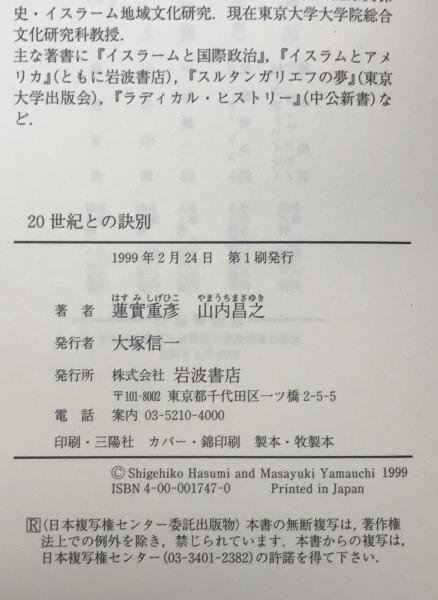 史・イスラーム地域文化研究．現在東京大学大学院総合
文化研究科教授．
主な著書に『イスラームと国際政治』，『イスラムとアメ
リカ』（ともに岩波書店），『スルタンガリエフの夢』（東京
大学出版会），『ラディカル・ヒストリー』（中公新書）な
ど．
20世紀との訣別
1999年2月24日　第1刷発行
はすみしげひこ　やまうちまさゆき
著　者　蓮實重彦　山内昌之
発行者　大塚信一
発行所　株式会社 岩波書店
〒101-8002 東京都千代田区一ツ橋2-5-5
電　話　案内 03-5210-4000
印刷・三陽社　カバー・錦印刷　製本・牧製本
© Shigehiko Hasumi and Masayuki Yamauchi 1999
ISBN 4-00-001747-0　Printed in Japan
R〈日本複写権センター委託出版物〉本書の無断複写は，著作権
法上での例外を除き，禁じられています．本書からの複写は，
日本複写権センター（03-3401-2382）の許諾を得て下さい．